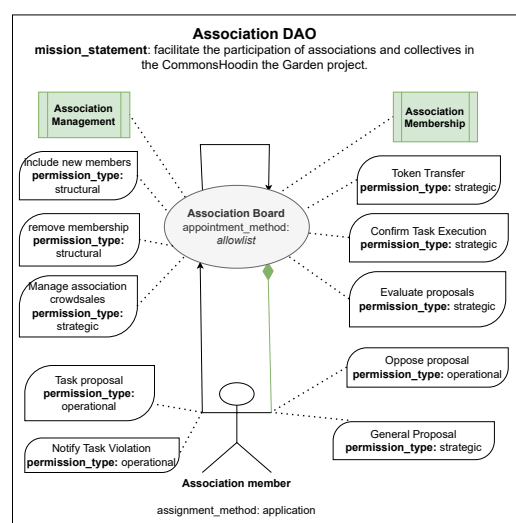 Association DAO
mission_statement: facilitate the participation of associations and collectives in
the CommonsHoodin the Garden project.
Association
Management
Association
Membership
include new members
permission_type:
structural
Token Transfer
permission_type: strategic
Association Board
appointment_method:
allowlist
remove membership
permission_type:
structural
Confirm Task Execution
permission_type: strategic
Manage association
crowdsales
permission_type:
strategic
Evaluate proposals
permission_type: strategic
Task proposal
permission_type:
operational
Oppose proposal
permission_type: operational
Notify Task Violation
permission_type: operational
General Proposal
permission_type: strategic
Association member
assignment_method: application